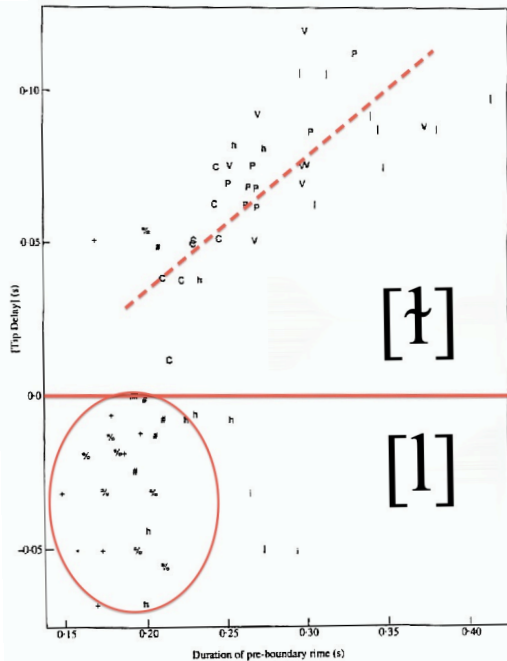 0·10
0·05
[Tip Delay] (s)
[ɫ]
0·0
[l]
−0·05
0·15 0·20 0·25 0·30 0·35 0·40
Duration of pre-boundary rime (s)